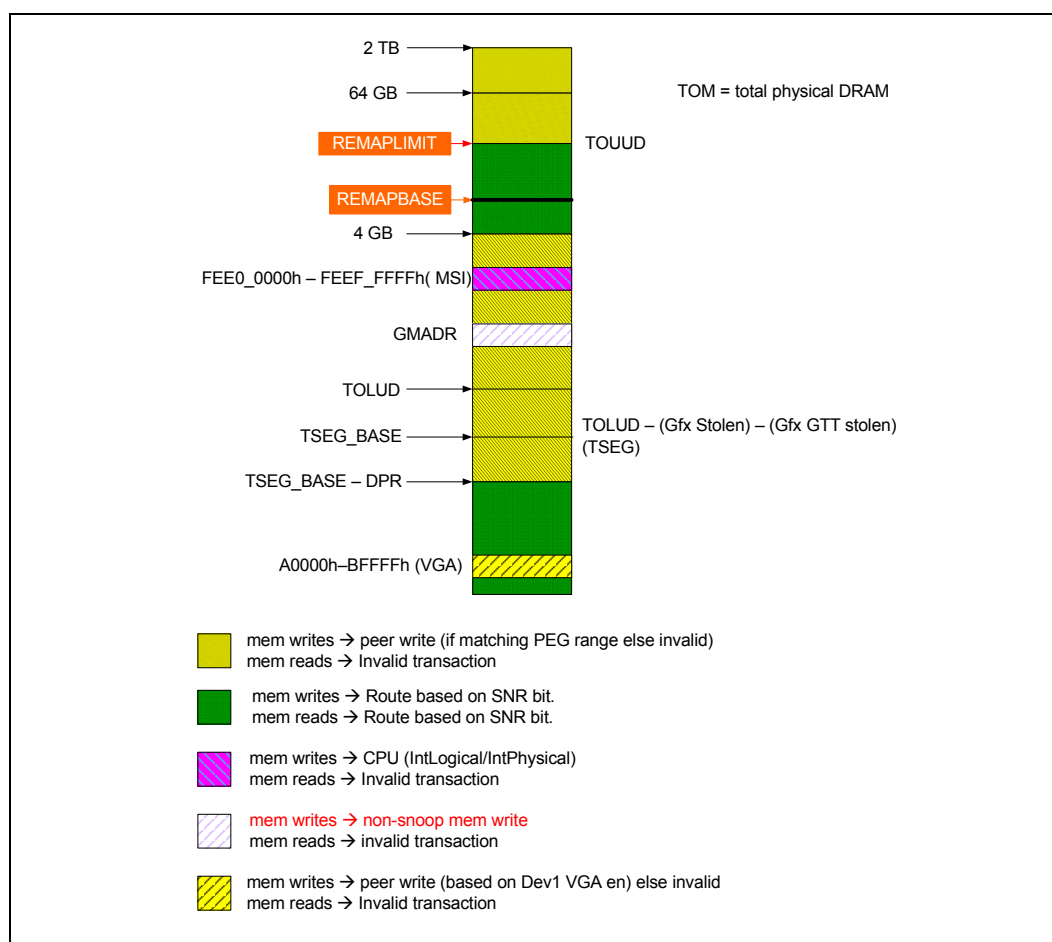 2 TB
64 GB
TOM = total physical DRAM
REMAPLIMIT
TOUUD
REMAPBASE
4 GB
FEE0_0000h – FEEF_FFFFh( MSI)
GMADR
TOLUD
TSEG_BASE
TOLUD – (Gfx Stolen) – (Gfx GTT stolen)
(TSEG)
TSEG_BASE – DPR
A0000h–BFFFFh (VGA)
mem writes → peer write (if matching PEG range else invalid)
mem reads → Invalid transaction
mem writes → Route based on SNR bit.
mem reads → Route based on SNR bit.
mem writes → CPU (IntLogical/IntPhysical)
mem reads → Invalid transaction
mem writes → non-snoop mem write
mem reads → invalid transaction
mem writes → peer write (based on Dev1 VGA en) else invalid
mem reads → Invalid transaction